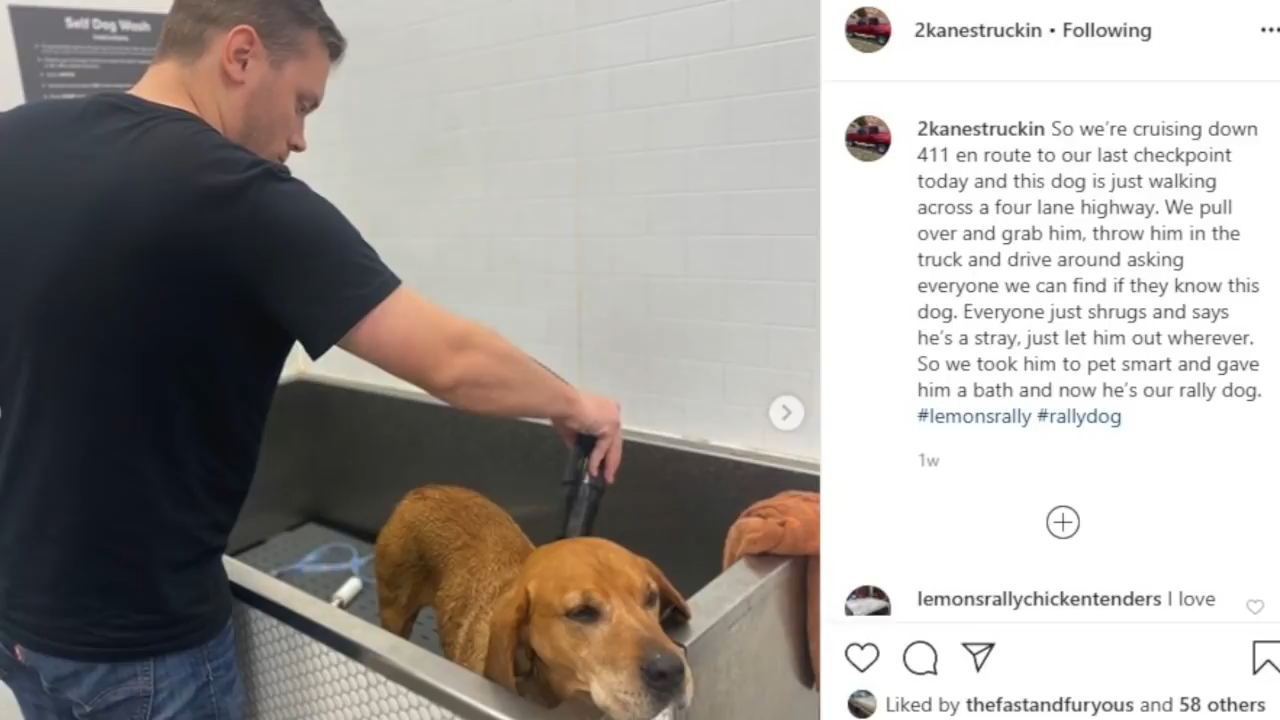 Self Dog Wash
2kanestruckin • Following
2kanestruckin So we're cruising down
411 en route to our last checkpoint
today and this dog is just walking
across a four lane highway. We pull
over and grab him, throw him in the
truck and drive around asking
everyone we can find if they know this
dog. Everyone just shrugs and says
he's a stray, just let him out wherever.
So we took him to pet smart and gave
him a bath and now he's our rally dog.
#lemonsrally #rallydog
1w
lemonsrallychickentenders I love
Liked by thefastandfuryous and 58 others